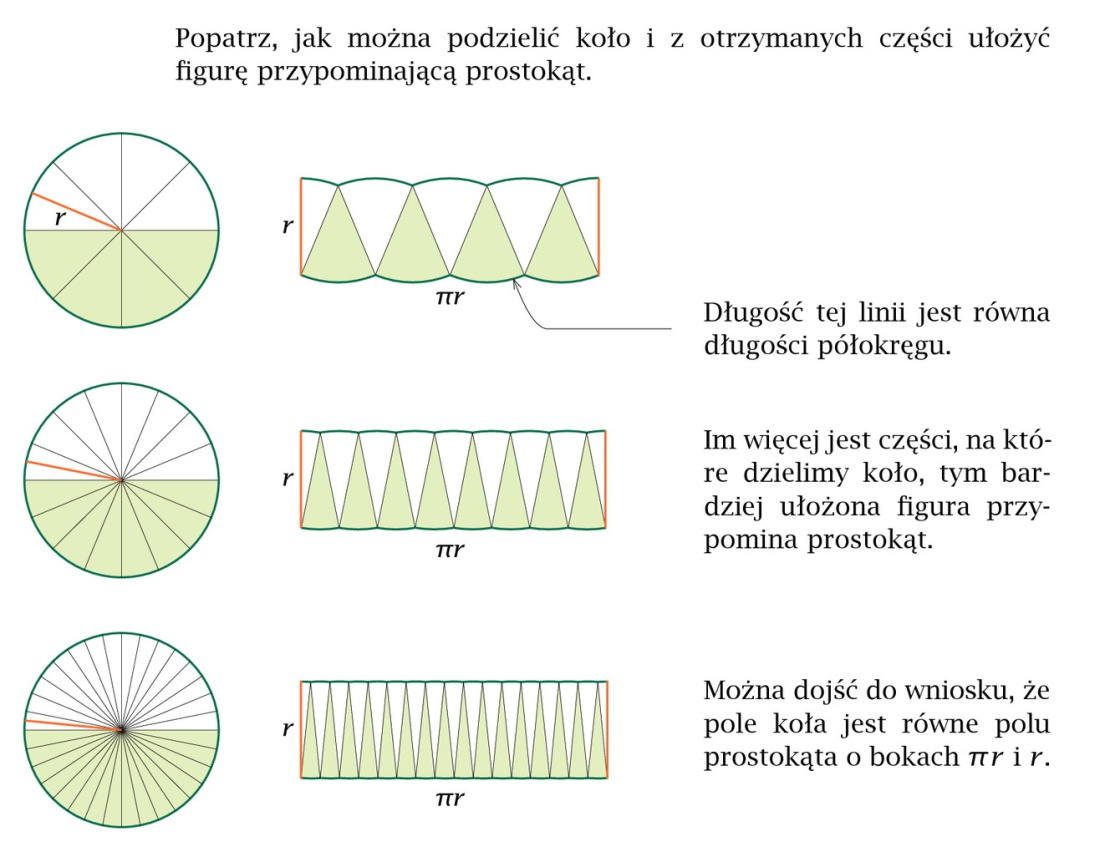 Popatrz, jak można podzielić koło i z otrzymanych części ułożyć
figurę przypominającą prostokąt.
r
r
πr
Długość tej linii jest równa
długości półokręgu.
r
πr
Im więcej jest części, na któ-
re dzielimy koło, tym bar-
dziej ułożona figura przy-
pomina prostokąt.
r
πr
Można dojść do wniosku, że
pole koła jest równe polu
prostokąta o bokach πr i r.